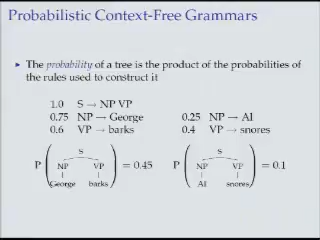 Probabilistic Context-Free Grammars
▸ The probability of a tree is the product of the probabilities of
the rules used to construct it
1.0 S → NP VP
0.75 NP → George 0.25 NP → Al
0.6 VP → barks 0.4 VP → snores
P ( S NP VP George barks ) = 0.45 P ( S NP VP Al snores ) = 0.1